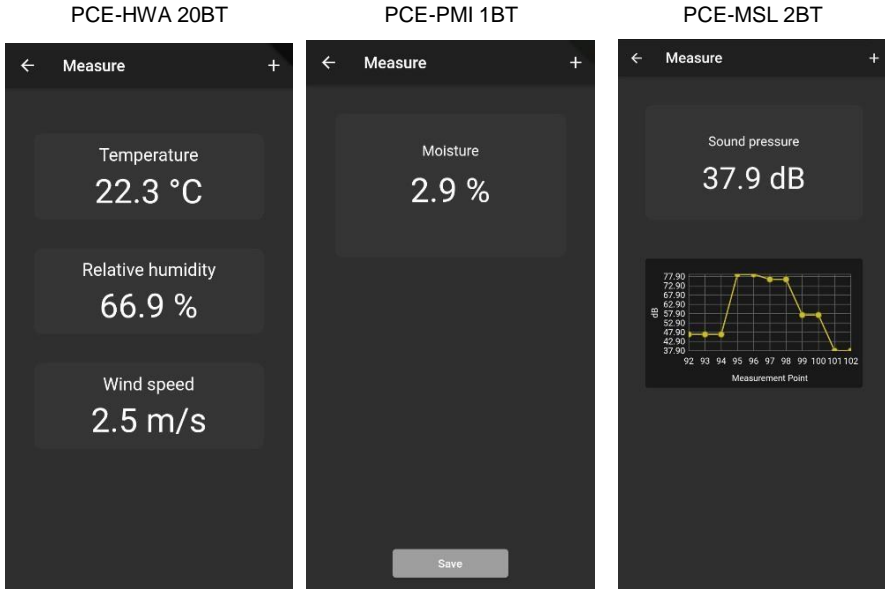 PCE-HWA 20BT
PCE-PMI 1BT
PCE-MSL 2BT
← Measure +
Temperature
22.3 °C
Relative humidity
66.9 %
Wind speed
2.5 m/s
← Measure +
Moisture
2.9 %
Save
← Measure +
Sound pressure
37.9 dB
77.90
72.90
67.90
62.90
57.90
52.90
47.90
42.90
37.90
dB
92 93 94 95 96 97 98 99 100 101 102
Measurement Point